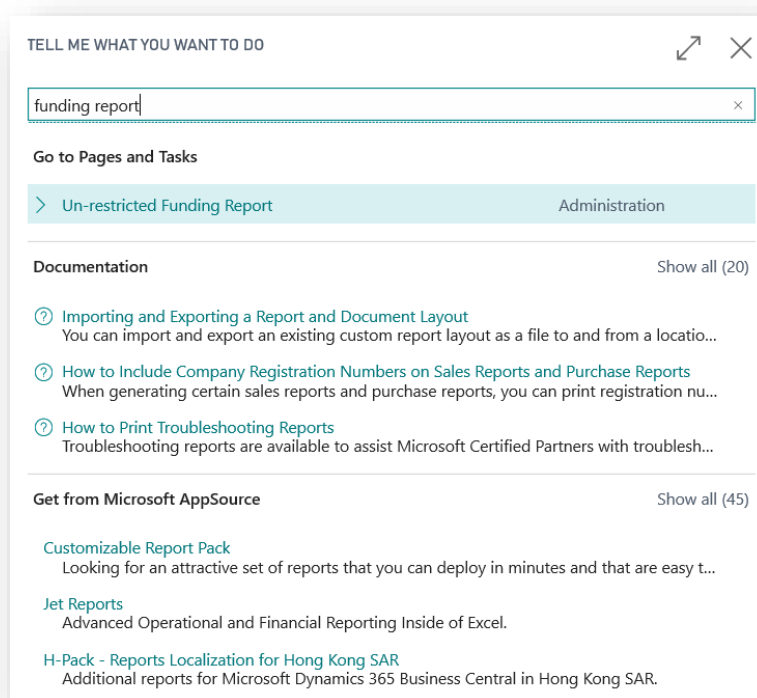 TELL ME WHAT YOU WANT TO DO
funding report
Go to Pages and Tasks
Un-restricted Funding Report Administration
Documentation Show all (20)
Importing and Exporting a Report and Document Layout
You can import and export an existing custom report layout as a file to and from a locatio...
How to Include Company Registration Numbers on Sales Reports and Purchase Reports
When generating certain sales reports and purchase reports, you can print registration nu...
How to Print Troubleshooting Reports
Troubleshooting reports are available to assist Microsoft Certified Partners with troublesh...
Get from Microsoft AppSource Show all (45)
Customizable Report Pack
Looking for an attractive set of reports that you can deploy in minutes and that are easy t...
Jet Reports
Advanced Operational and Financial Reporting Inside of Excel.
H-Pack - Reports Localization for Hong Kong SAR
Additional reports for Microsoft Dynamics 365 Business Central in Hong Kong SAR.